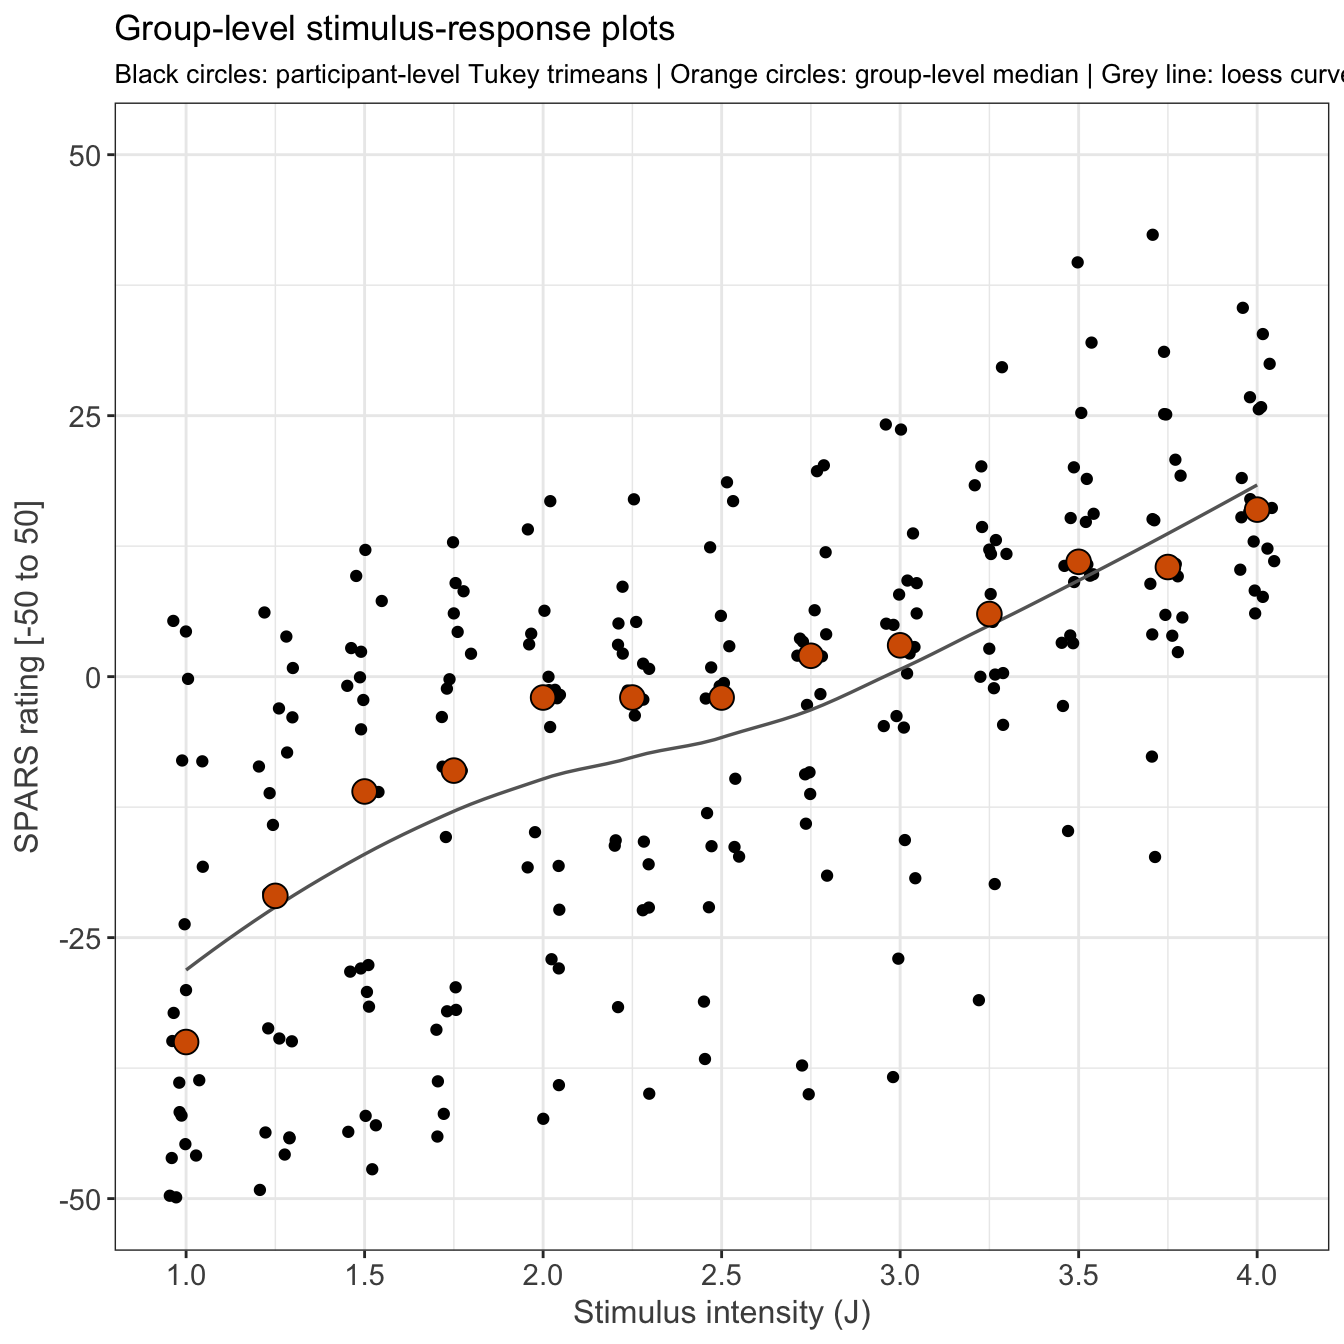 Group-level stimulus-response plots
Black circles: participant-level Tukey trimeans | Orange circles: group-level median | Grey line: loess curve
50
25
0
-25
-50
SPARS rating [-50 to 50]
1.0 1.5 2.0 2.5 3.0 3.5 4.0
Stimulus intensity (J)